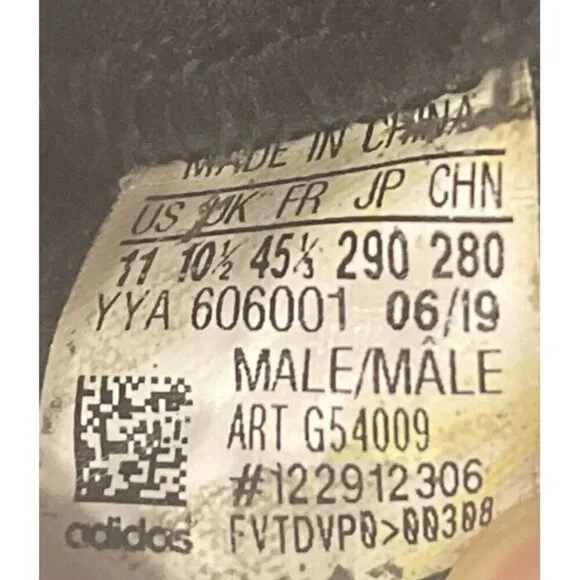 MADE IN CHINA
US UK FR JP CHN
11 10½ 45⅓ 290 280
YYA 606001 06/19
MALE/MÂLE
ART G54009
#122912306
adidas FVTDVP0>00308